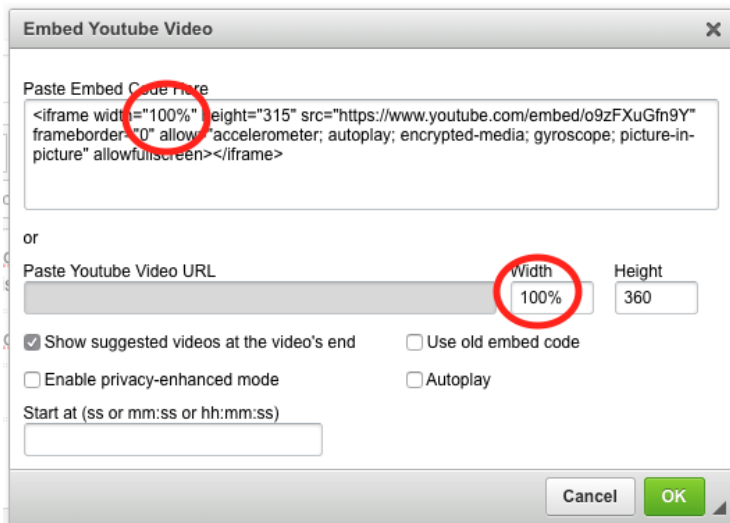 Embed Youtube Video
Paste Embed Code Here
<iframe width="100%" height="315" src="https://www.youtube.com/embed/o9zFXuGfn9Y"
frameborder="0" allow="accelerometer; autoplay; encrypted-media; gyroscope; picture-in-
picture" allowfullscreen></iframe>
or
Paste Youtube Video URL Width Height
100% 360
Show suggested videos at the video's end Use old embed code
Enable privacy-enhanced mode Autoplay
Start at (ss or mm:ss or hh:mm:ss)
Cancel OK